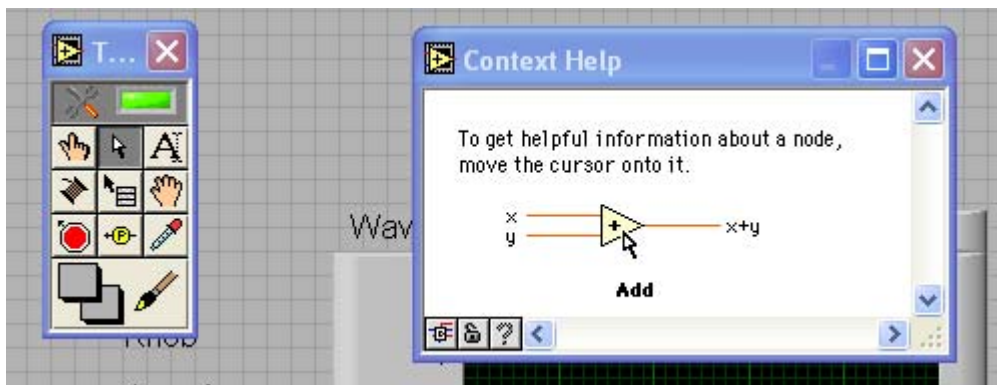 T...
Context Help
To get helpful information about a node,
move the cursor onto it.
x
y
x+y
Add
A
P
Wav
Knob